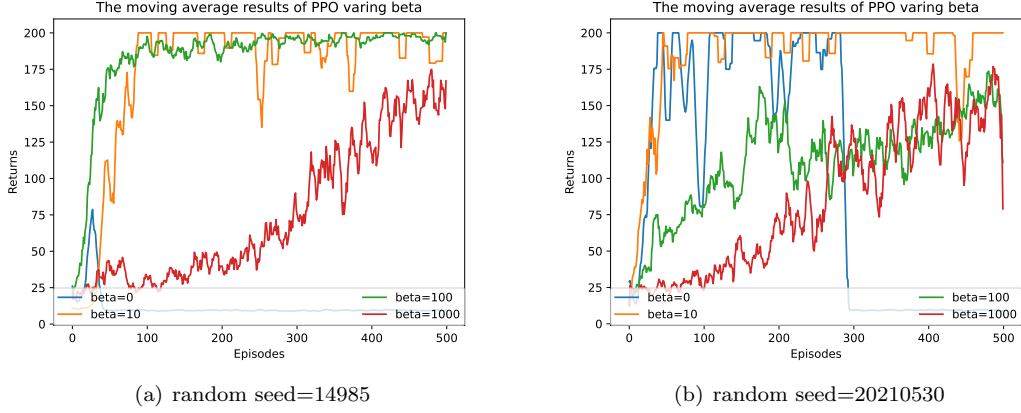 The moving average results of PPO varing beta
200
175
150
125
100
75
50
25
0
Returns
0 100 200 300 400 500
Episodes
beta=0
beta=10
beta=100
beta=1000
(a) random seed=14985
The moving average results of PPO varing beta
200
175
150
125
100
75
50
25
0
Returns
0 100 200 300 400 500
Episodes
beta=0
beta=10
beta=100
beta=1000
(b) random seed=20210530